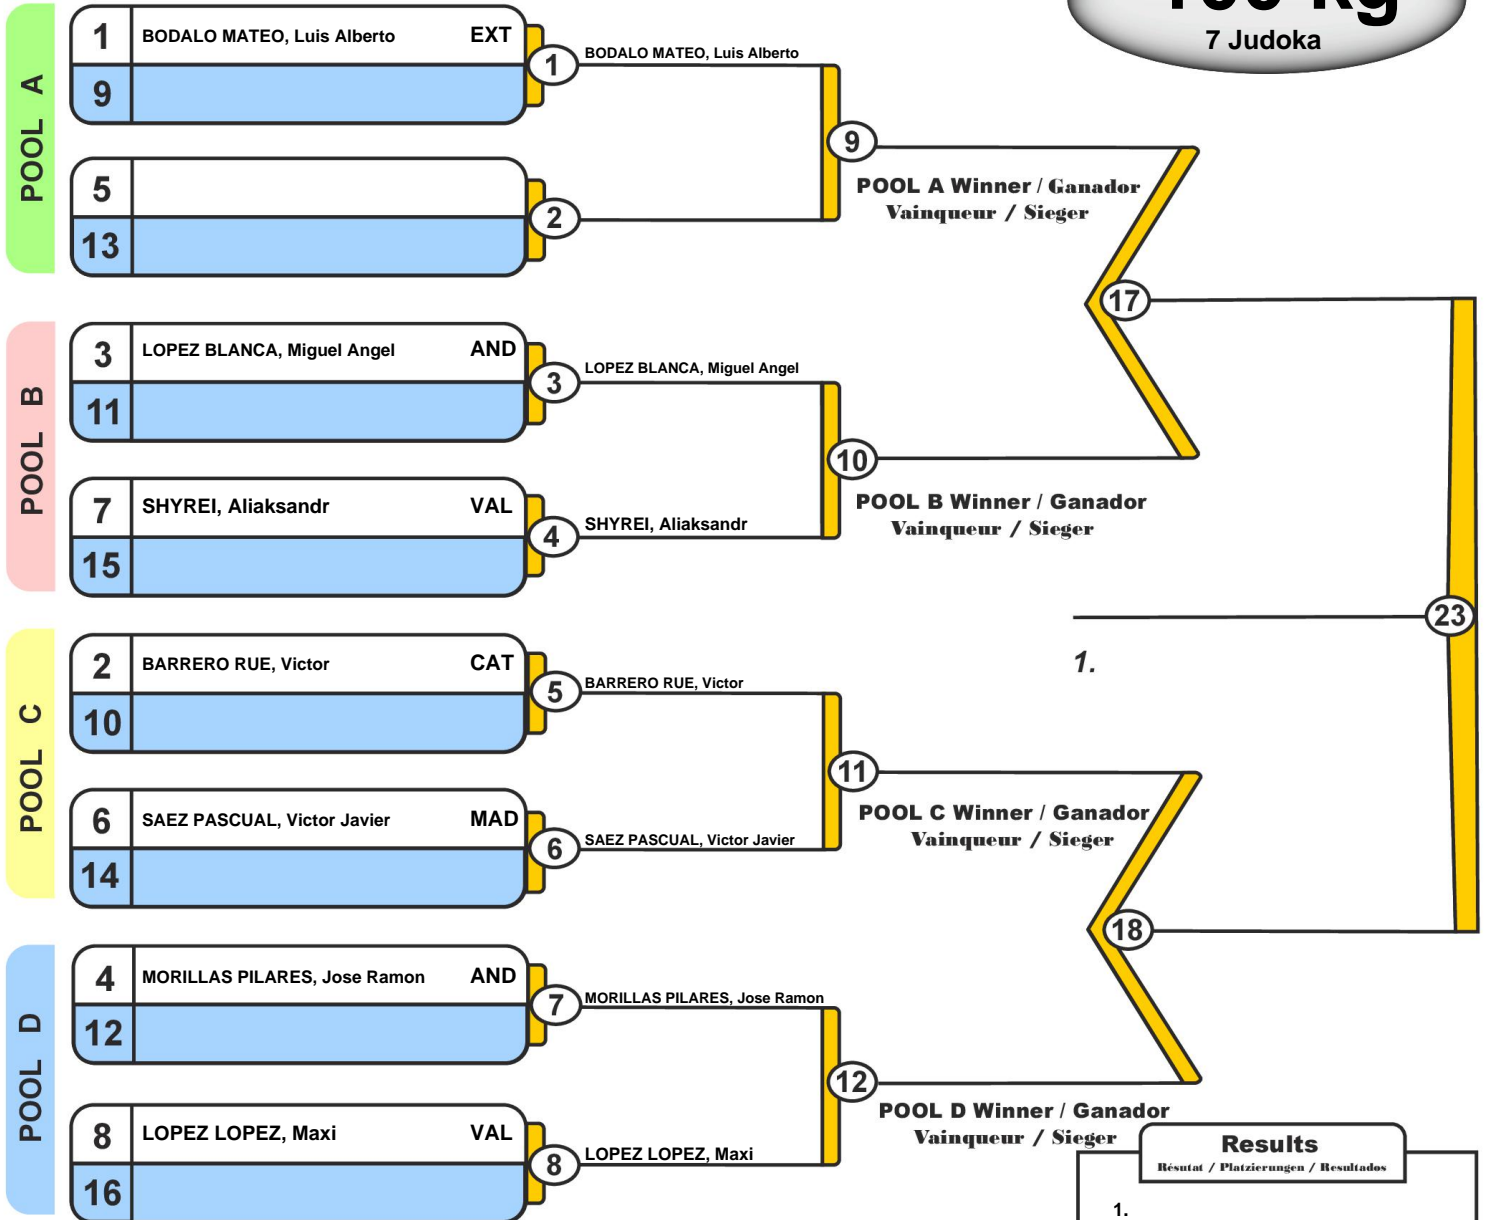 kg
7 Judoka
POOL A
1 BODALO MATEO, Luis Alberto EXT
9
1
BODALO MATEO, Luis Alberto
5
13
2
9
POOL A Winner / Ganador
Vainqueur / Sieger
POOL B
3 LOPEZ BLANCA, Miguel Angel AND
11
3
LOPEZ BLANCA, Miguel Angel
7 SHYREI, Aliaksandr VAL
15
4
SHYREI, Aliaksandr
10
POOL B Winner / Ganador
Vainqueur / Sieger
17
POOL C
2 BARRERO RUE, Victor CAT
10
5
BARRERO RUE, Victor
6 SAEZ PASCUAL, Victor Javier MAD
14
6
SAEZ PASCUAL, Victor Javier
11
POOL C Winner / Ganador
Vainqueur / Sieger
POOL D
4 MORILLAS PILARES, Jose Ramon AND
12
7
MORILLAS PILARES, Jose Ramon
8 LOPEZ LOPEZ, Maxi VAL
16
8
LOPEZ LOPEZ, Maxi
12
POOL D Winner / Ganador
Vainqueur / Sieger
18
23
1.
Results
Résutat / Platzierungen / Resultados
1.